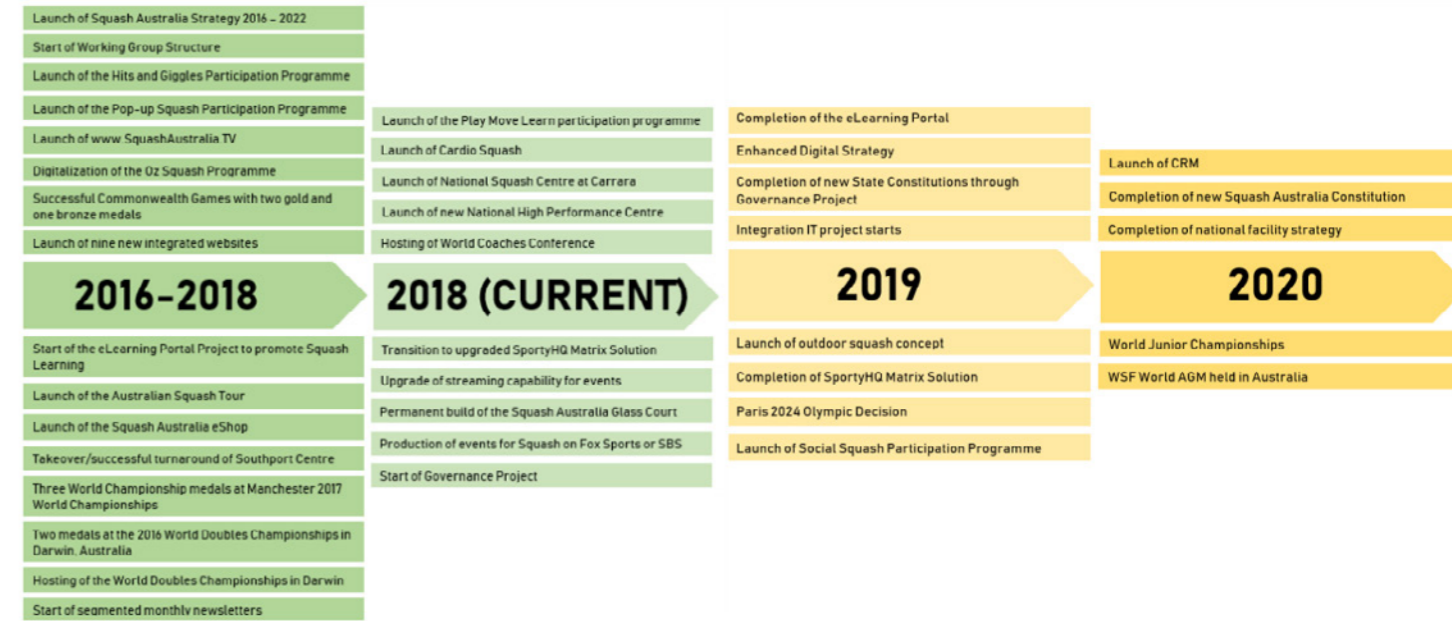 Launch of Squash Australia Strategy 2016 – 2022
Start of Working Group Structure
Launch of the Hits and Giggles Participation Programme
Launch of the Pop-up Squash Participation Programme
Launch of www.SquashAustralia.TV
Digitalization of the Oz Squash Programme
Successful Commonwealth Games with two gold and
one bronze medals
Launch of nine new integrated websites
2016-2018
Start of the eLearning Portal Project to promote Squash
Learning
Launch of the Australian Squash Tour
Launch of the Squash Australia eShop
Takeover/successful turnaround of Southport Centre
Three World Championship medals at Manchester 2017
World Championships
Two medals at the 2016 World Doubles Championships in
Darwin, Australia
Hosting of the World Doubles Championships in Darwin
Start of segmented monthly newsletters
Launch of the Play Move Learn participation programme
Launch of Cardio Squash
Launch of National Squash Centre at Carrara
Launch of new National High Performance Centre
Hosting of World Coaches Conference
2018 (CURRENT)
Transition to upgraded SportyHQ Matrix Solution
Upgrade of streaming capability for events
Permanent build of the Squash Australia Glass Court
Production of events for Squash on Fox Sports or SBS
Start of Governance Project
Completion of the eLearning Portal
Enhanced Digital Strategy
Completion of new State Constitutions through
Governance Project
Integration IT project starts
2019
Launch of outdoor squash concept
Completion of SportyHQ Matrix Solution
Paris 2024 Olympic Decision
Launch of Social Squash Participation Programme
Launch of CRM
Completion of new Squash Australia Constitution
Completion of national facility strategy
2020
World Junior Championships
WSF World AGM held in Australia